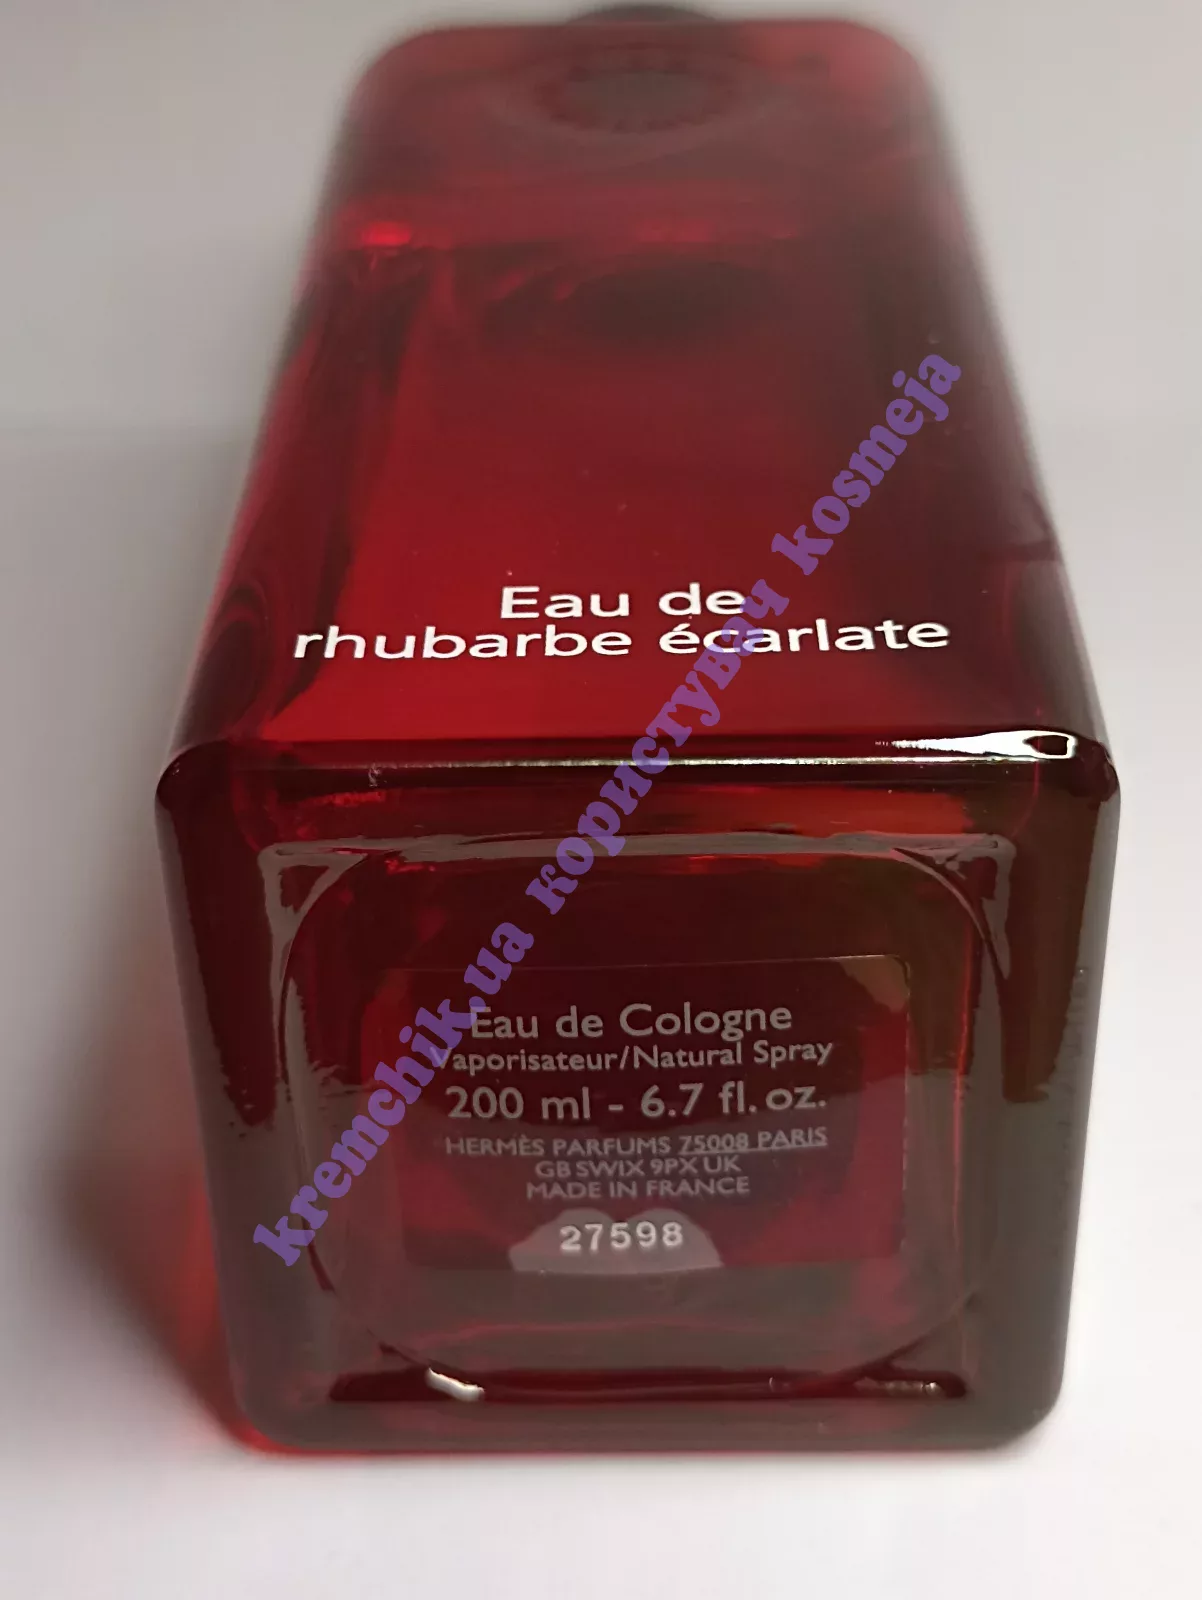 Eau de
rhubarbe écarlate
kremchik.ua користувач kosmeja
Eau de Cologne
Vaporisateur/Natural Spray
200 ml - 6.7 fl. oz.
HERMÈS PARFUMS 75008 PARIS
GB SWIX 9PX UK
MADE IN FRANCE
27598